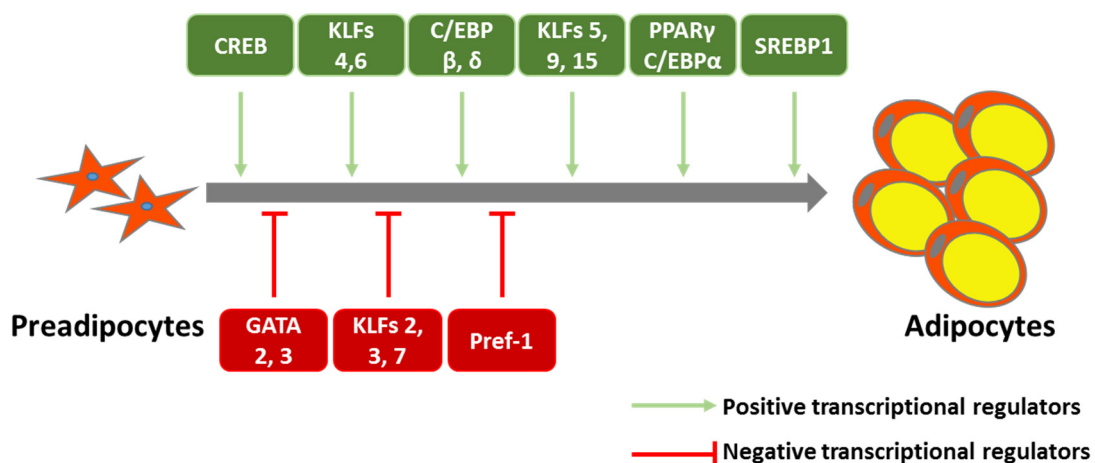 CREB
KLFs
4,6
C/EBP
β, δ
KLFs 5,
9, 15
PPARγ
C/EBPα
SREBP1
Preadipocytes
GATA
2, 3
KLFs 2,
3, 7
Pref-1
Adipocytes
Positive transcriptional regulators
Negative transcriptional regulators